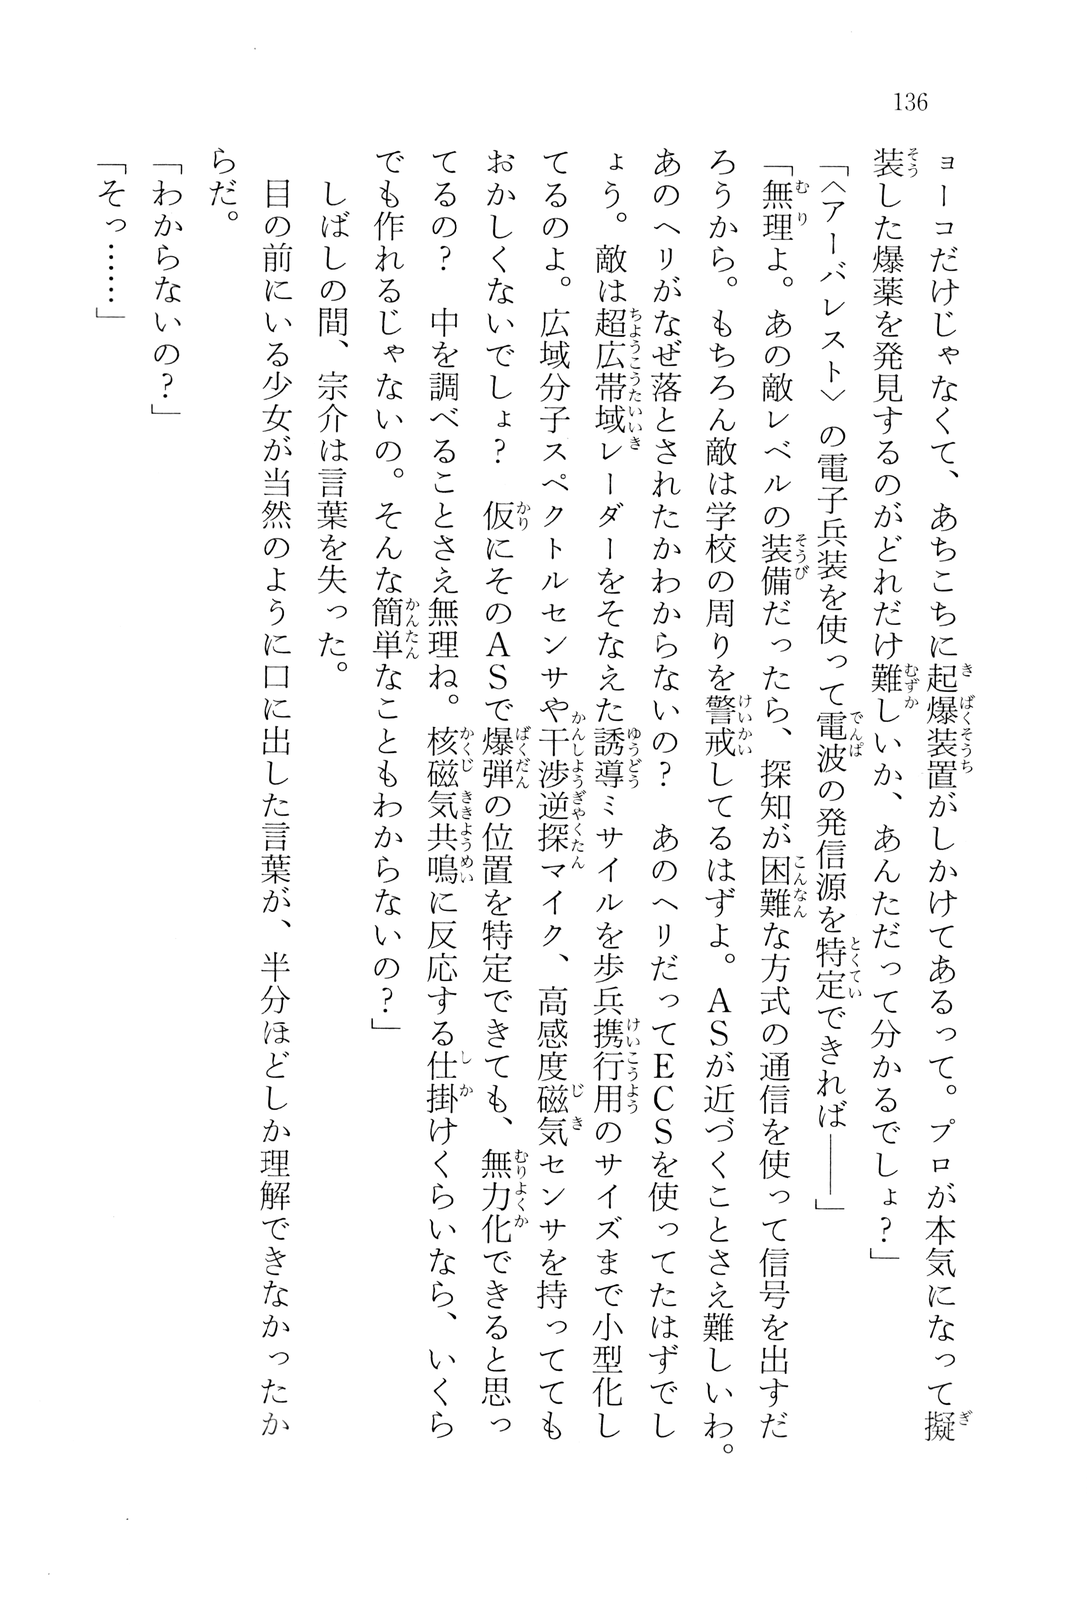 136
ョーコだけじゃなくて、あちこちに起爆装置がしかけてあるって。プロが本気になって擬
装した爆薬を発見するのがどれだけ難しいか、あんただって分かるでしょ？」
「〈アーバレスト〉の電子兵装を使って電波の発信源を特定できれば――」
「無理よ。あの敵レベルの装備だったら、探知が困難な方式の通信を使って信号を出すだ
ろうから。もちろん敵は学校の周りを警戒してるはずよ。ＡＳが近づくことさえ難しいわ。
あのヘリがなぜ落とされたかわからないの？　あのヘリだってＥＣＳを使ってたはずでし
ょう。敵は超広帯域レーダーをそなえた誘導ミサイルを歩兵携行用のサイズまで小型化し
てるのよ。広域分子スペクトルセンサや干渉逆探マイク、高感度磁気センサを持ってても
おかしくないでしょ？　仮にそのＡＳで爆弾の位置を特定できても、無力化できると思っ
てるの？　中を調べることさえ無理ね。核磁気共鳴に反応する仕掛けくらいなら、いくら
でも作れるじゃないの。そんな簡単なこともわからないの？」
しばしの間、宗介は言葉を失った。
目の前にいる少女が当然のように口に出した言葉が、半分ほどしか理解できなかったか
らだ。
「わからないの？」
「そっ……」